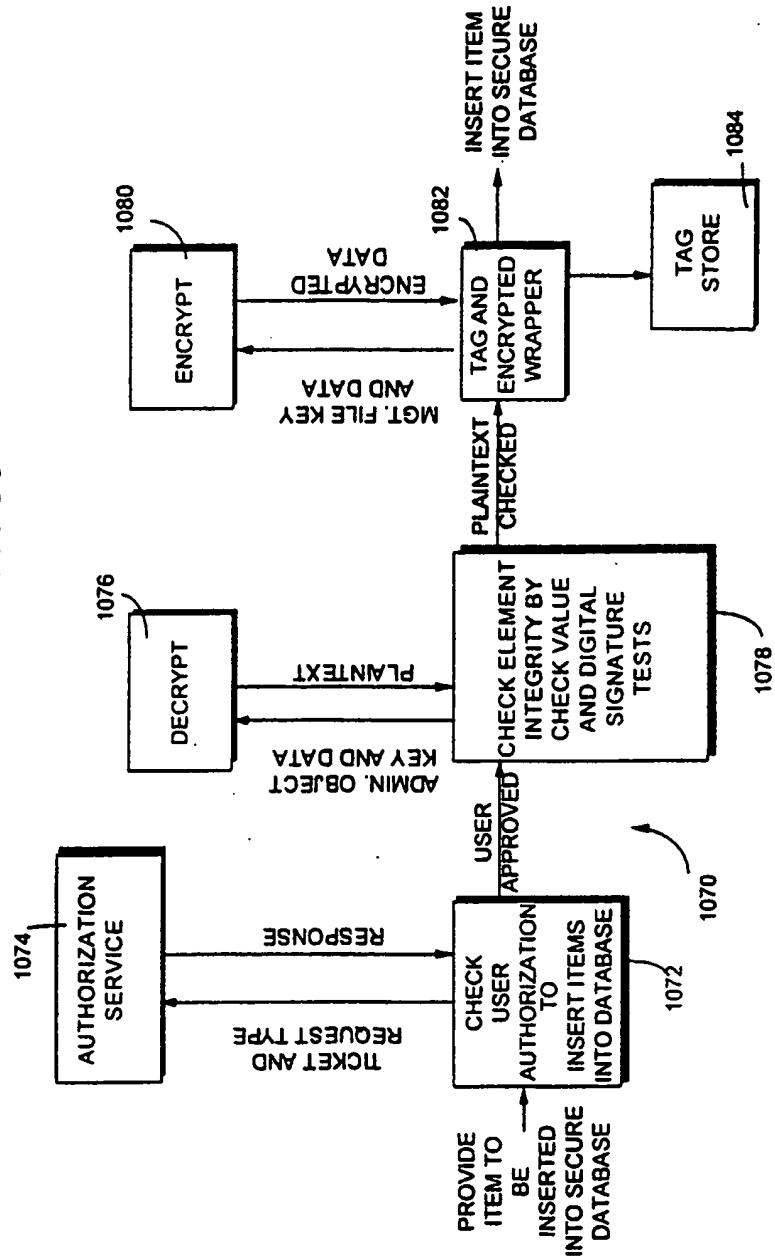 1074
AUTHORIZATION
SERVICE
TICKET AND
REQUEST TYPE
RESPONSE
PROVIDE
ITEM TO
BE
INSERTED
INTO SECURE
DATABASE
CHECK
USER
AUTHORIZATION
TO
INSERT ITEMS
INTO DATABASE
1072
1070
USER
APPROVED
1076
DECRYPT
ADMIN. OBJECT
KEY AND DATA
PLAINTEXT
CHECK ELEMENT
INTEGRITY BY
CHECK VALUE
AND DIGITAL
SIGNATURE
TESTS
1078
PLAINTEXT
CHECKED
1080
ENCRYPT
MGT. FILE KEY
AND DATA
ENCRYPTED
DATA
1082
TAG AND
ENCRYPTED
WRAPPER
INSERT ITEM
INTO SECURE
DATABASE
TAG
STORE
1084